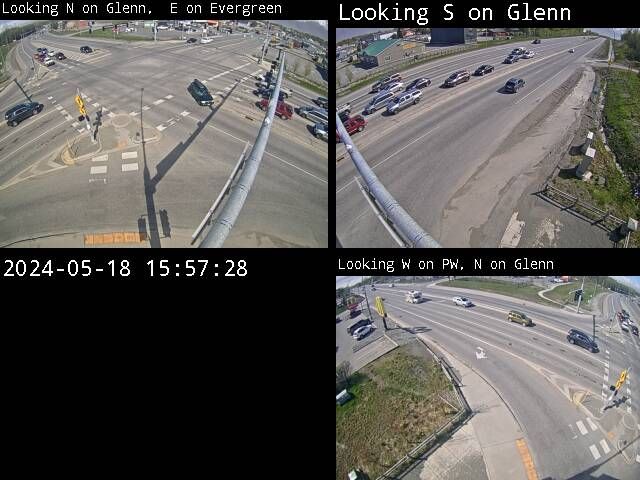 Looking N on Glenn,  E on Evergreen
Looking S on Glenn
2024-05-18 15:57:28
Looking W on PW, N on Glenn